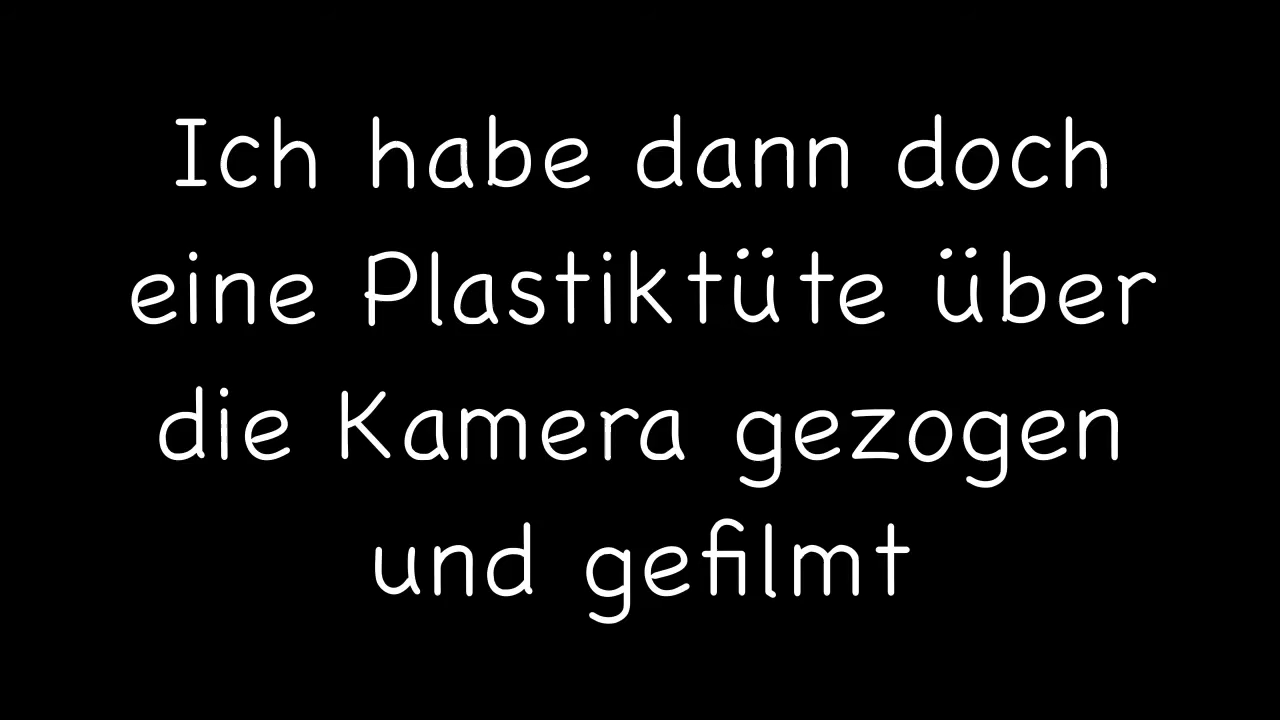 Ich habe dann doch
eine Plastiktüte über
die Kamera gezogen
und gefilmt